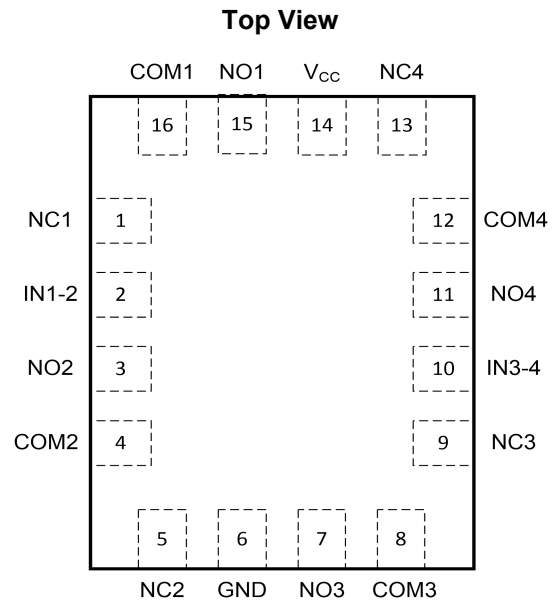 Top View
COM1 NO1 VCC NC4
16 15 14 13
NC1 1 12 COM4
IN1-2 2 11 NO4
NO2 3 10 IN3-4
COM2 4 9 NC3
5 6 7 8
NC2 GND NO3 COM3